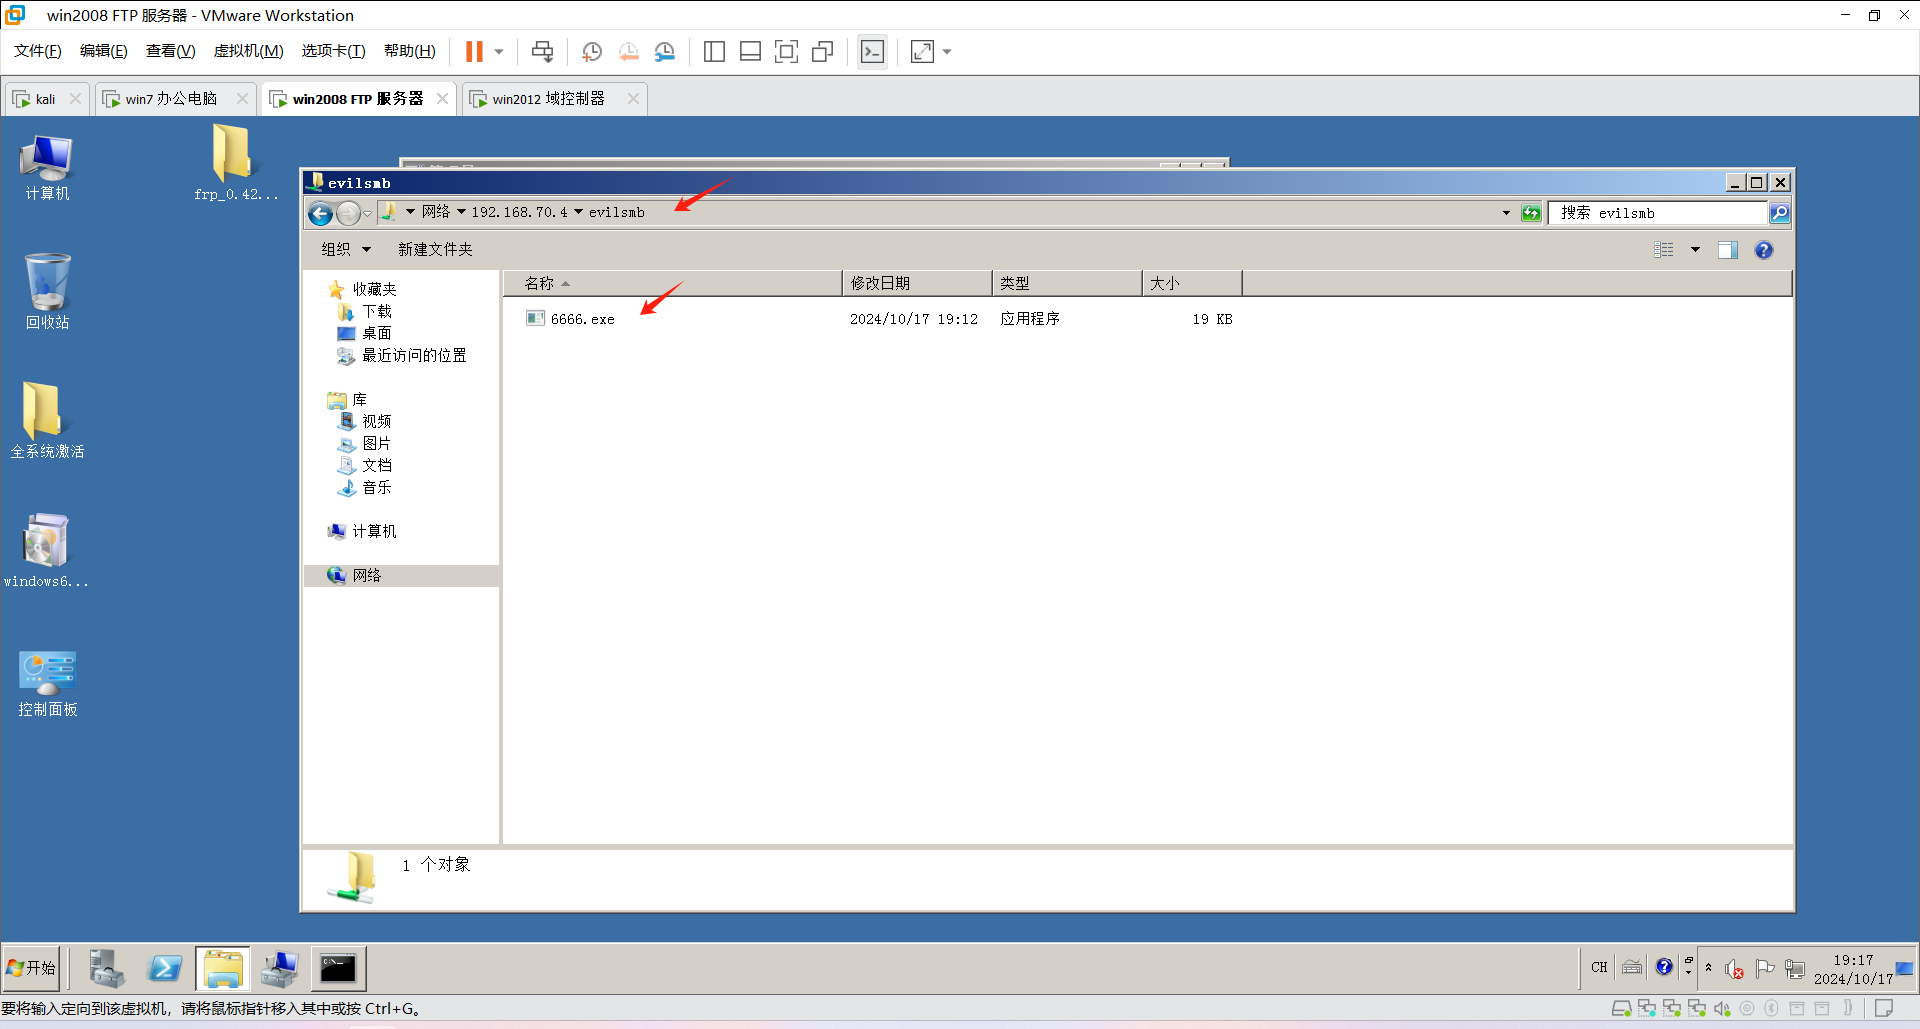 win2008 FTP 服务器 - VMware Workstation
文件(F) 编辑(E) 查看(V) 虚拟机(M) 选项卡(T) 帮助(H)
kali
win7 办公电脑
win2008 FTP 服务器
win2012 域控制器
计算机
frp_0.42...
回收站
全系统激活
windows6...
控制面板
evilsmb
网络 192.168.70.4 evilsmb
搜索 evilsmb
组织 新建文件夹
名称 修改日期 类型 大小
6666.exe 2024/10/17 19:12 应用程序 19 KB
收藏夹
下载
桌面
最近访问的位置
库
视频
图片
文档
音乐
计算机
网络
1 个对象
开始
CH
19:17
2024/10/17
要将输入定向到该虚拟机，请将鼠标指针移入其中或按 Ctrl+G。